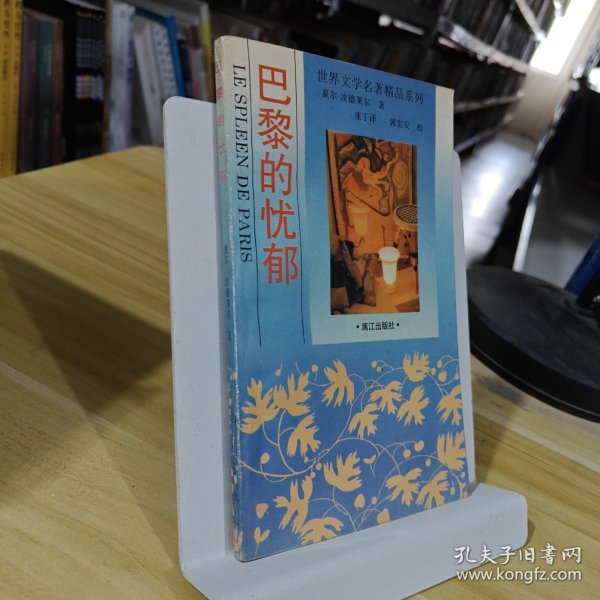 世界文学名著精品系列
夏尔·波德莱尔 著
亚丁译 郭宏安 校
巴黎的忧郁
LE SPLEEN DE PARIS
·漓江出版社·
孔夫子旧书网
www.kongfz.com